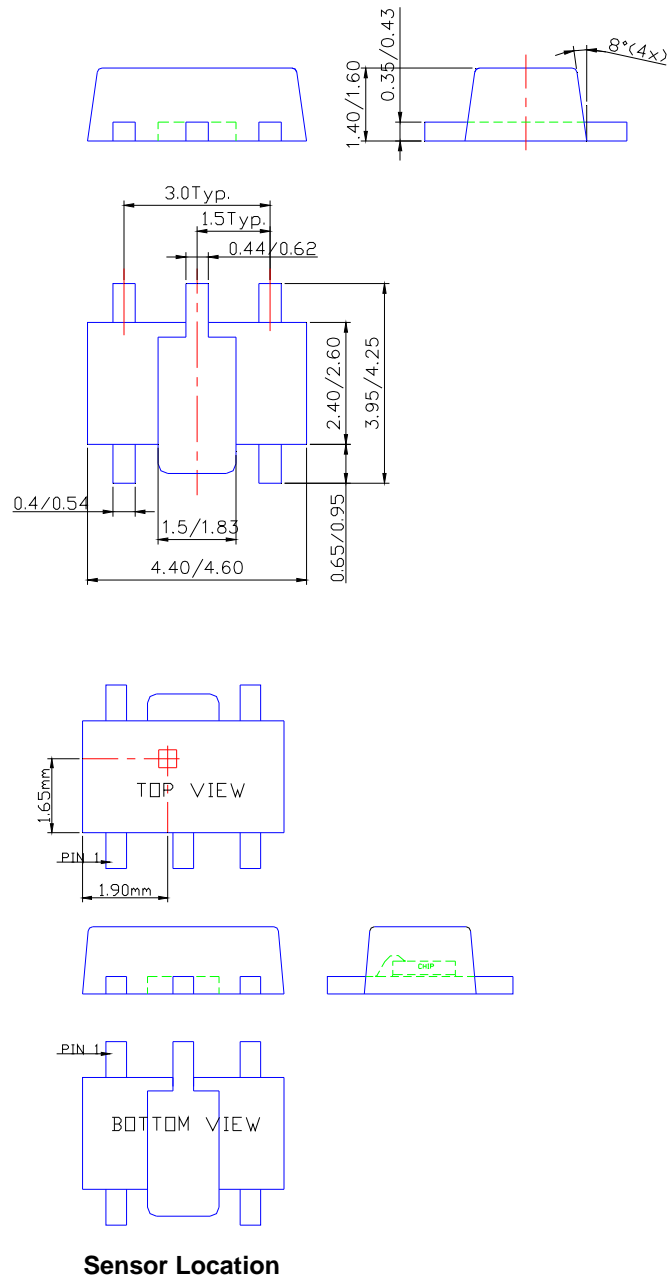 8°(4x)
0.35/0.43
1.40/1.60
3.0Typ.
1.5Typ.
0.44/0.62
2.40/2.60
3.95/4.25
0.4/0.54
1.5/1.83
0.65/0.95
4.40/4.60
1.65mm
TOP VIEW
PIN 1
1.90mm
CHIP
PIN 1
BOTTOM VIEW
Sensor Location